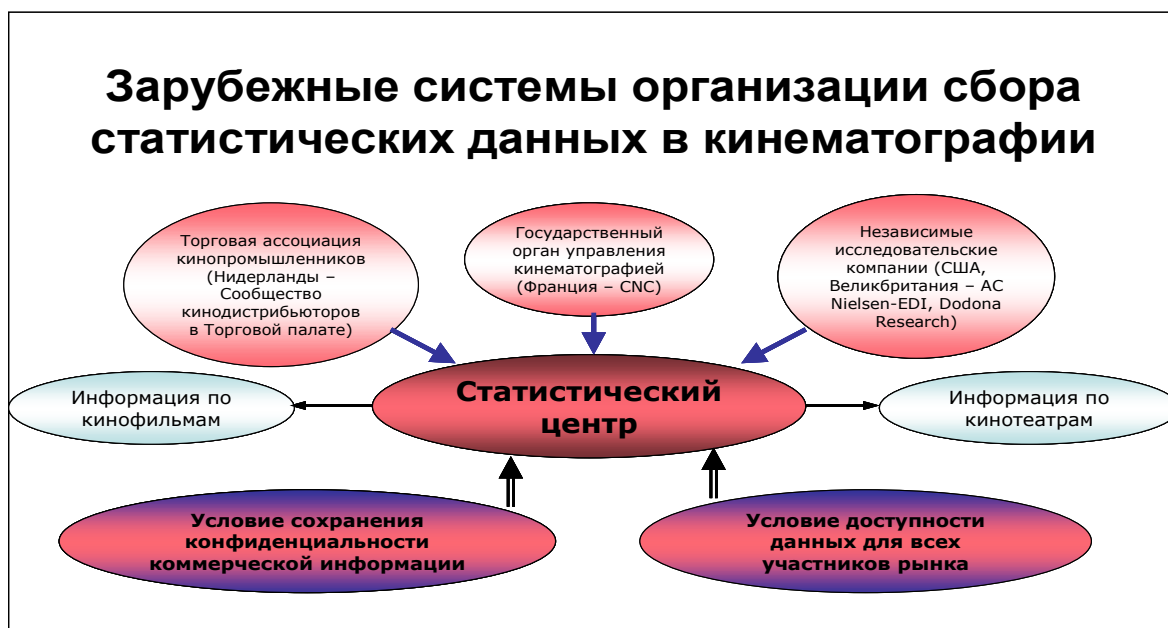 Зарубежные системы организации сбора
статистических данных в кинематографии
Торговая ассоциация
кинопромышленников
(Нидерланды –
Сообщество
кинодистрибьюторов
в Торговой палате)
Государственный
орган управления
кинематографией
(Франция – CNC)
Независимые
исследовательские
компании (США,
Великбритания – AC
Nielsen-EDI, Dodona
Research)
Статистический
центр
Информация по
кинофильмам
Информация по
кинотеатрам
Условие сохранения
конфиденциальности
коммерческой информации
Условие доступности
данных для всех
участников рынка